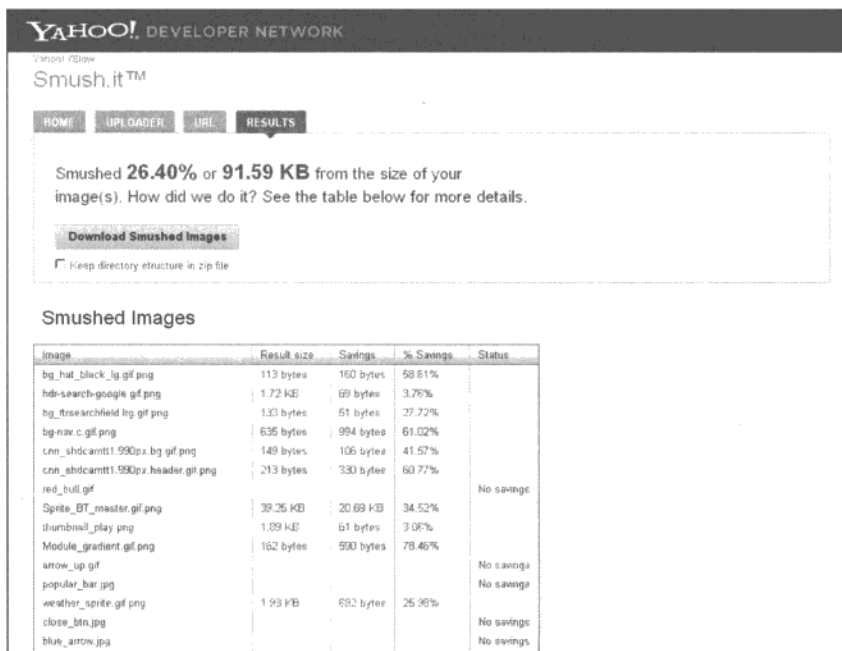 YAHOO! DEVELOPER NETWORK
Yahoo! YSlow
Smush.it™
HOME UPLOADER URL RESULTS
Smushed 26.40% or 91.59 KB from the size of your
image(s). How did we do it? See the table below for more details.
Download Smushed Images
Keep directory structure in zip file
Smushed Images
Image Result size Savings % Savings Status
bg_hat_black_lg.gif.png 113 bytes 160 bytes 58.61%
hdr-search-google.gif.png 1.72 KB 69 bytes 3.76%
bg_ftrsearchfield.lrg.gif.png 133 bytes 51 bytes 27.72%
bg-nav.c.gif.png 635 bytes 994 bytes 61.02%
cnn_shdcamtt1.990px.bg.gif.png 149 bytes 106 bytes 41.57%
cnn_shdcamtt1.990px.header.gif.png 213 bytes 330 bytes 60.77%
red_bull.gif No savings
Sprite_BT_master.gif.png 39.25 KB 20.69 KB 34.52%
thumbnail_play.png 1.89 KB 61 bytes 3.06%
Module_gradient.gif.png 162 bytes 590 bytes 78.46%
arrow_up.gif No savings
popular_bar.jpg No savings
weather_sprite.gif.png 1.93 KB 692 bytes 25.98%
close_btn.jpg No savings
blue_arrow.jpg No savings